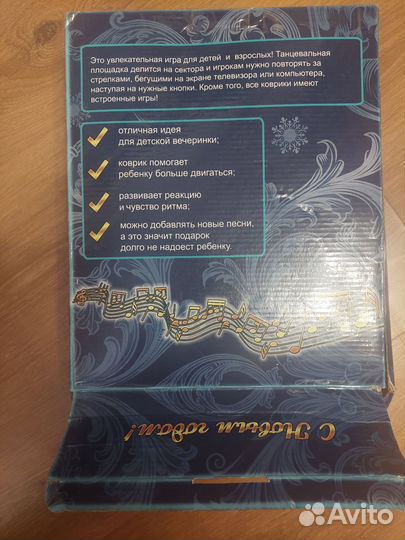 Это увлекательная игра для детей и взрослых! Танцевальная
площадка делится на сектора и игрокам нужно повторять за
стрелками, бегущими на экране телевизора или компьютера,
наступая на нужные кнопки. Кроме того, все коврики имеют
встроенные игры!
отличная идея
для детской вечеринки;
коврик помогает
ребенку больше двигаться;
развивает реакцию
и чувство ритма;
можно добавлять новые песни,
а это значит подарок
долго не надоест ребенку.
С Новым годом!
Avito